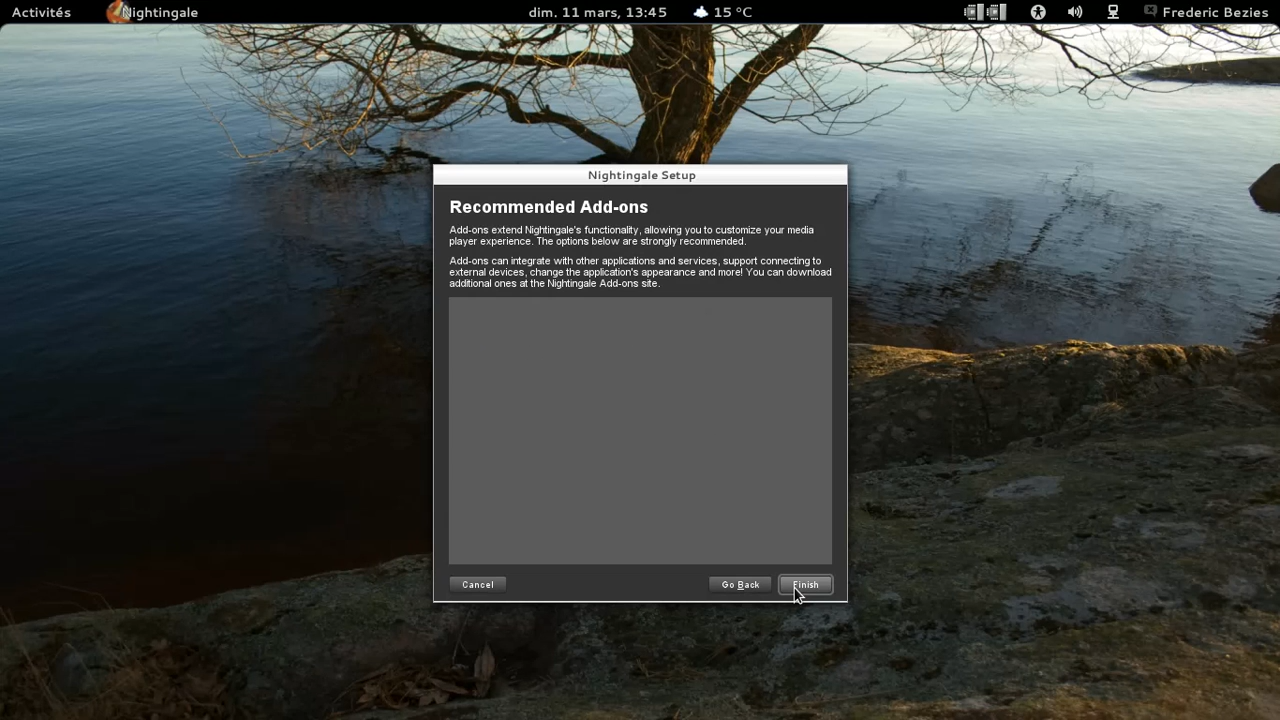 Activités Nightingale dim. 11 mars, 13:45 15 °C Frederic Bezies
Nightingale Setup
Recommended Add-ons
Add-ons extend Nightingale's functionality, allowing you to customize your media
player experience. The options below are strongly recommended.
Add-ons can integrate with other applications and services, support connecting to
external devices, change the application's appearance and more! You can download
additional ones at the Nightingale Add-ons site.
Cancel Go Back Finish